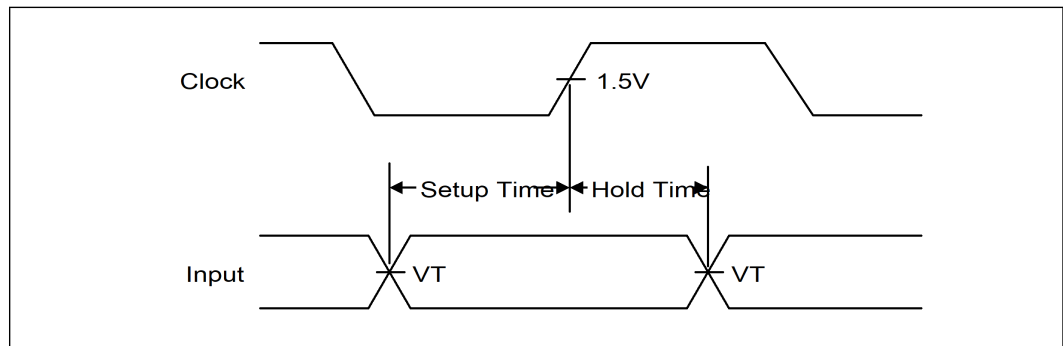 Clock
1.5V
Setup Time
Hold Time
Input
VT
VT